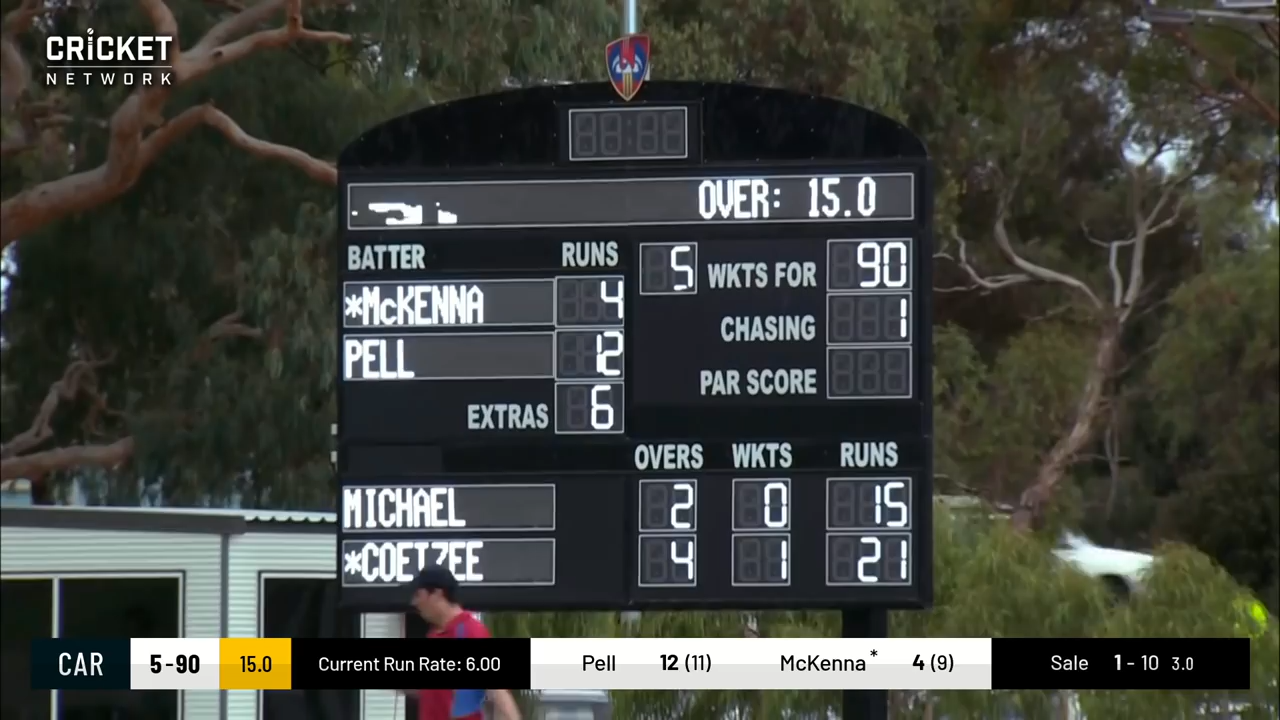 CRICKET
NETWORK
OVER: 15.0
BATTER RUNS
5 WKTS FOR 90
*McKENNA 4
CHASING 1
PELL 12
PAR SCORE
EXTRAS 6
OVERS WKTS RUNS
MICHAEL 2 0 15
*COETZEE 4 1 21
CAR 5-90 15.0 Current Run Rate: 6.00 Pell 12 (11) McKenna* 4 (9) Sale 1 - 10 3.0